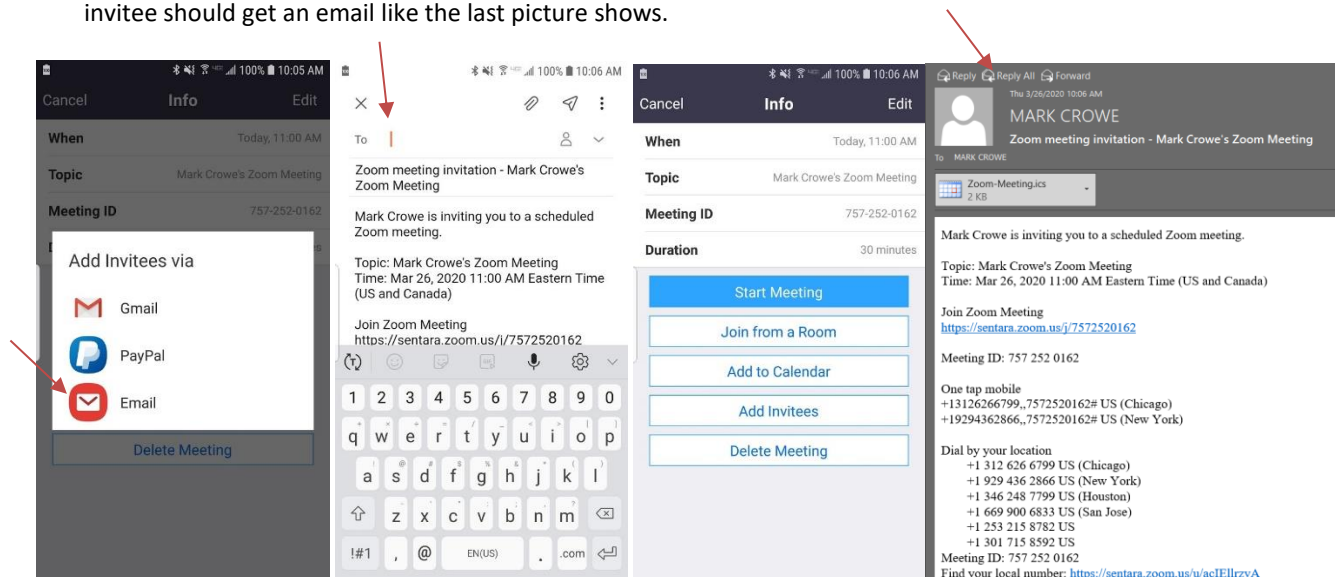 invitee should get an email like the last picture shows.
100% 10:05 AM
Cancel Info Edit
When Today, 11:00 AM
Topic Mark Crowe's Zoom Meeting
Meeting ID 757-252-0162
Add Invitees via
Gmail
PayPal
Email
Delete Meeting
100% 10:06 AM
To
Zoom meeting invitation - Mark Crowe's
Zoom Meeting
Mark Crowe is inviting you to a scheduled
Zoom meeting.
Topic: Mark Crowe's Zoom Meeting
Time: Mar 26, 2020 11:00 AM Eastern Time
(US and Canada)
Join Zoom Meeting
https://sentara.zoom.us/j/7572520162
1 2 3 4 5 6 7 8 9 0
q w e r t y u i o p
a s d f g h j k l
z x c v b n m
!#1 , @ EN(US) . .com
100% 10:06 AM
Cancel Info Edit
When Today, 11:00 AM
Topic Mark Crowe's Zoom Meeting
Meeting ID 757-252-0162
Duration 30 minutes
Start Meeting
Join from a Room
Add to Calendar
Add Invitees
Delete Meeting
Reply Reply All Forward
Thu 3/26/2020 10:06 AM
MARK CROWE
Zoom meeting invitation - Mark Crowe's Zoom Meeting
To MARK CROWE
Zoom-Meeting.ics
2 KB
Mark Crowe is inviting you to a scheduled Zoom meeting.
Topic: Mark Crowe's Zoom Meeting
Time: Mar 26, 2020 11:00 AM Eastern Time (US and Canada)
Join Zoom Meeting
https://sentara.zoom.us/j/7572520162
Meeting ID: 757 252 0162
One tap mobile
+13126266799,,7572520162# US (Chicago)
+19294362866,,7572520162# US (New York)
Dial by your location
+1 312 626 6799 US (Chicago)
+1 929 436 2866 US (New York)
+1 346 248 7799 US (Houston)
+1 669 900 6833 US (San Jose)
+1 253 215 8782 US
+1 301 715 8592 US
Meeting ID: 757 252 0162
Find your local number: https://sentara.zoom.us/u/acIEllrzvA